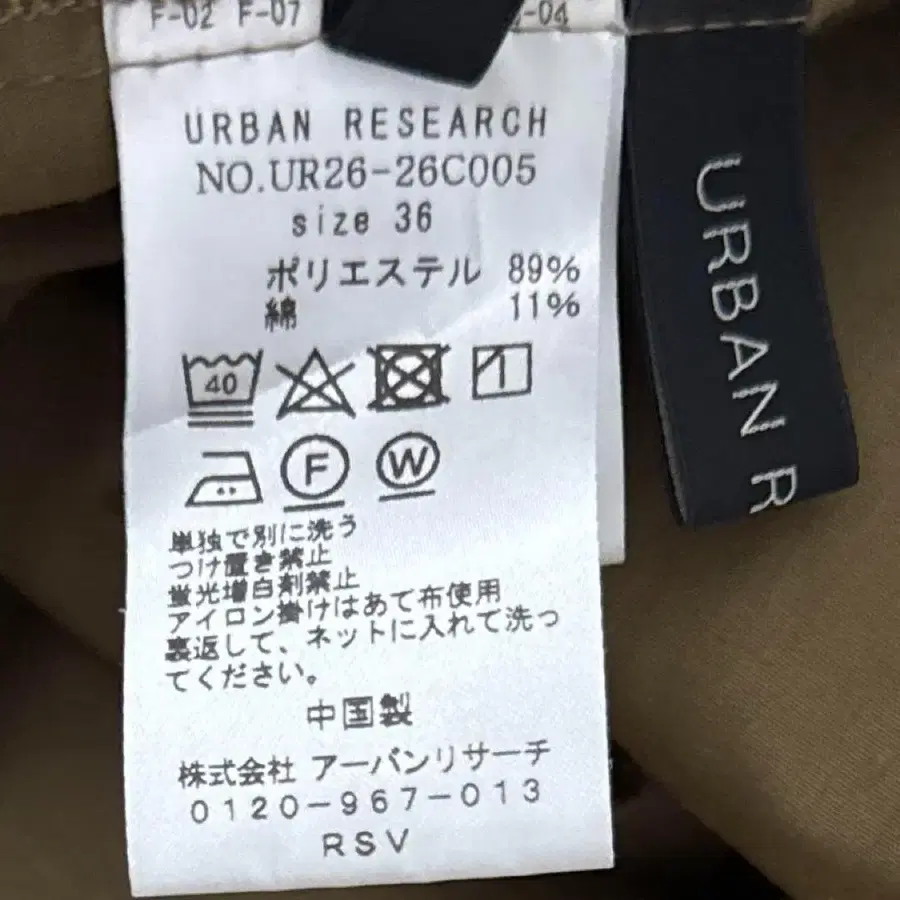 F-02 F-07
-04
URBAN RESEARCH
NO.UR26-26C005
size 36
ポリエステル 89%
綿 11%
40
F W
単独で別に洗う
つけ置き禁止
蛍光増白剤禁止
アイロン掛けはあて布使用
裏返して、ネットに入れて洗っ
てください。
中国製
株式会社 アーバンリサーチ
0120-967-013
RSV
URBAN R